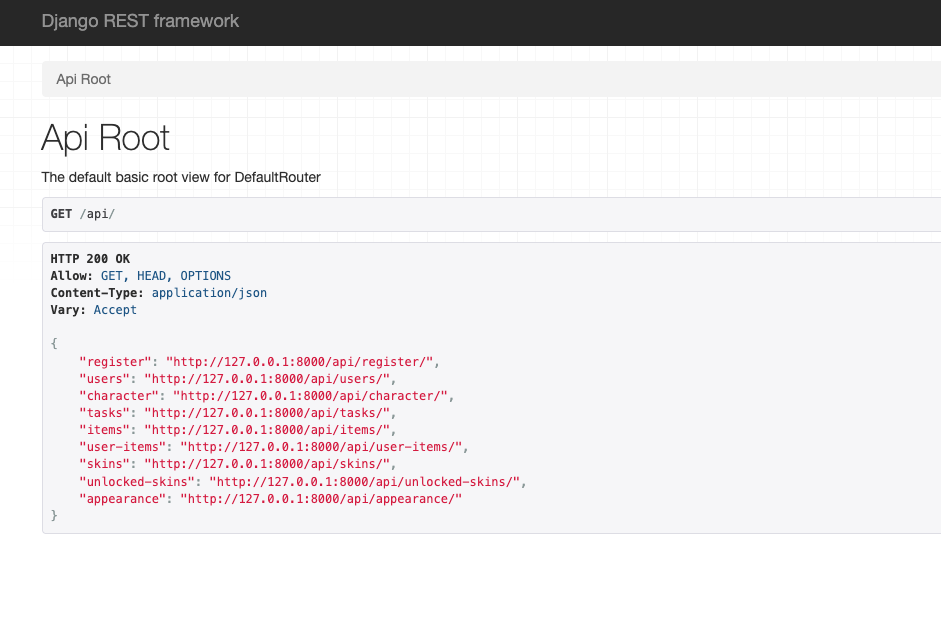 Django REST framework
Api Root
Api Root
The default basic root view for DefaultRouter
GET /api/
HTTP 200 OK
Allow: GET, HEAD, OPTIONS
Content-Type: application/json
Vary: Accept
{
    "register": "http://127.0.0.1:8000/api/register/",
    "users": "http://127.0.0.1:8000/api/users/",
    "character": "http://127.0.0.1:8000/api/character/",
    "tasks": "http://127.0.0.1:8000/api/tasks/",
    "items": "http://127.0.0.1:8000/api/items/",
    "user-items": "http://127.0.0.1:8000/api/user-items/",
    "skins": "http://127.0.0.1:8000/api/skins/",
    "unlocked-skins": "http://127.0.0.1:8000/api/unlocked-skins/",
    "appearance": "http://127.0.0.1:8000/api/appearance/"
}